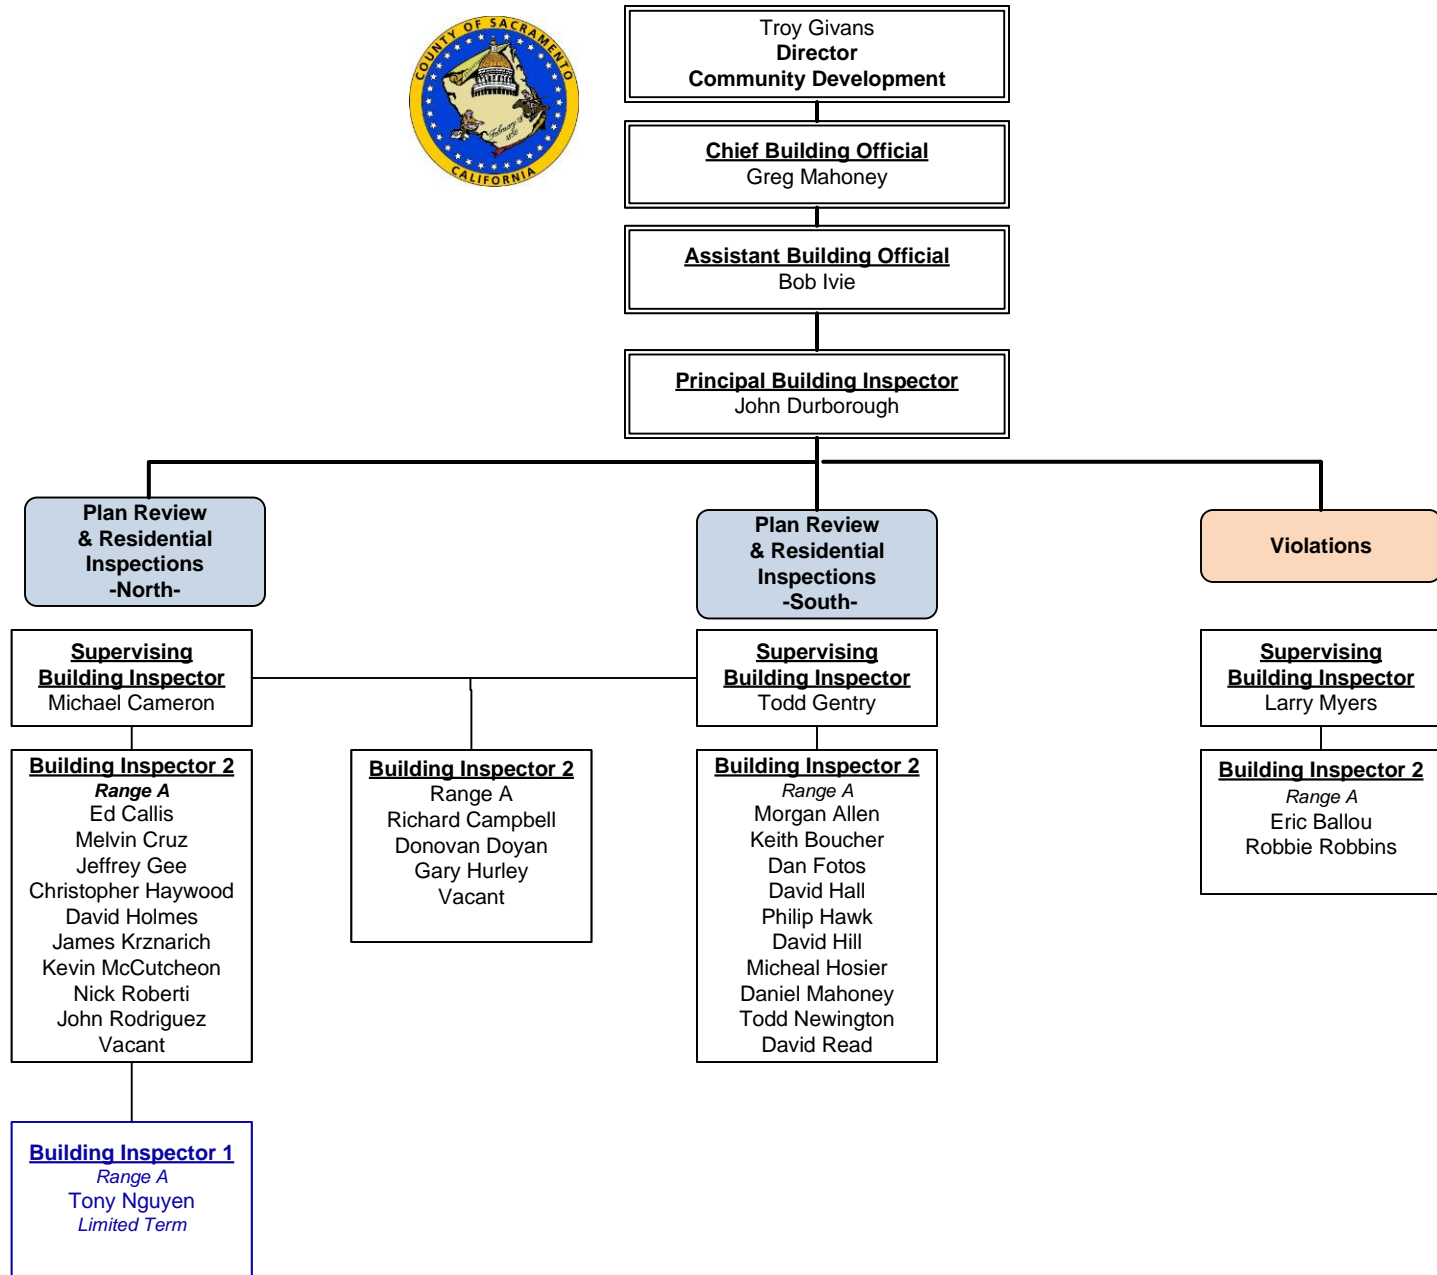 COUNTY OF SACRAMENTO
February 18
1850
CALIFORNIA
Troy Givans
Director
Community Development
Chief Building Official
Greg Mahoney
Assistant Building Official
Bob Ivie
Principal Building Inspector
John Durborough
Plan Review
& Residential
Inspections
-North-
Plan Review
& Residential
Inspections
-South-
Violations
Supervising
Building Inspector
Michael Cameron
Supervising
Building Inspector
Todd Gentry
Supervising
Building Inspector
Larry Myers
Building Inspector 2
Range A
Ed Callis
Melvin Cruz
Jeffrey Gee
Christopher Haywood
David Holmes
James Krznarich
Kevin McCutcheon
Nick Roberti
John Rodriguez
Vacant
Building Inspector 2
Range A
Richard Campbell
Donovan Doyan
Gary Hurley
Vacant
Building Inspector 2
Range A
Morgan Allen
Keith Boucher
Dan Fotos
David Hall
Philip Hawk
David Hill
Micheal Hosier
Daniel Mahoney
Todd Newington
David Read
Building Inspector 2
Range A
Eric Ballou
Robbie Robbins
Building Inspector 1
Range A
Tony Nguyen
Limited Term